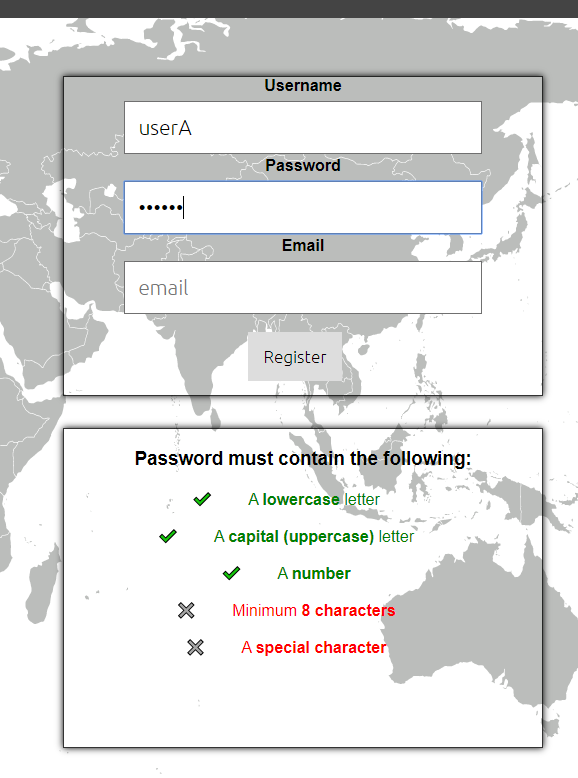 Username
userA
Password
••••••
Email
email
Register
Password must contain the following:
A lowercase letter
A capital (uppercase) letter
A number
Minimum 8 characters
A special character